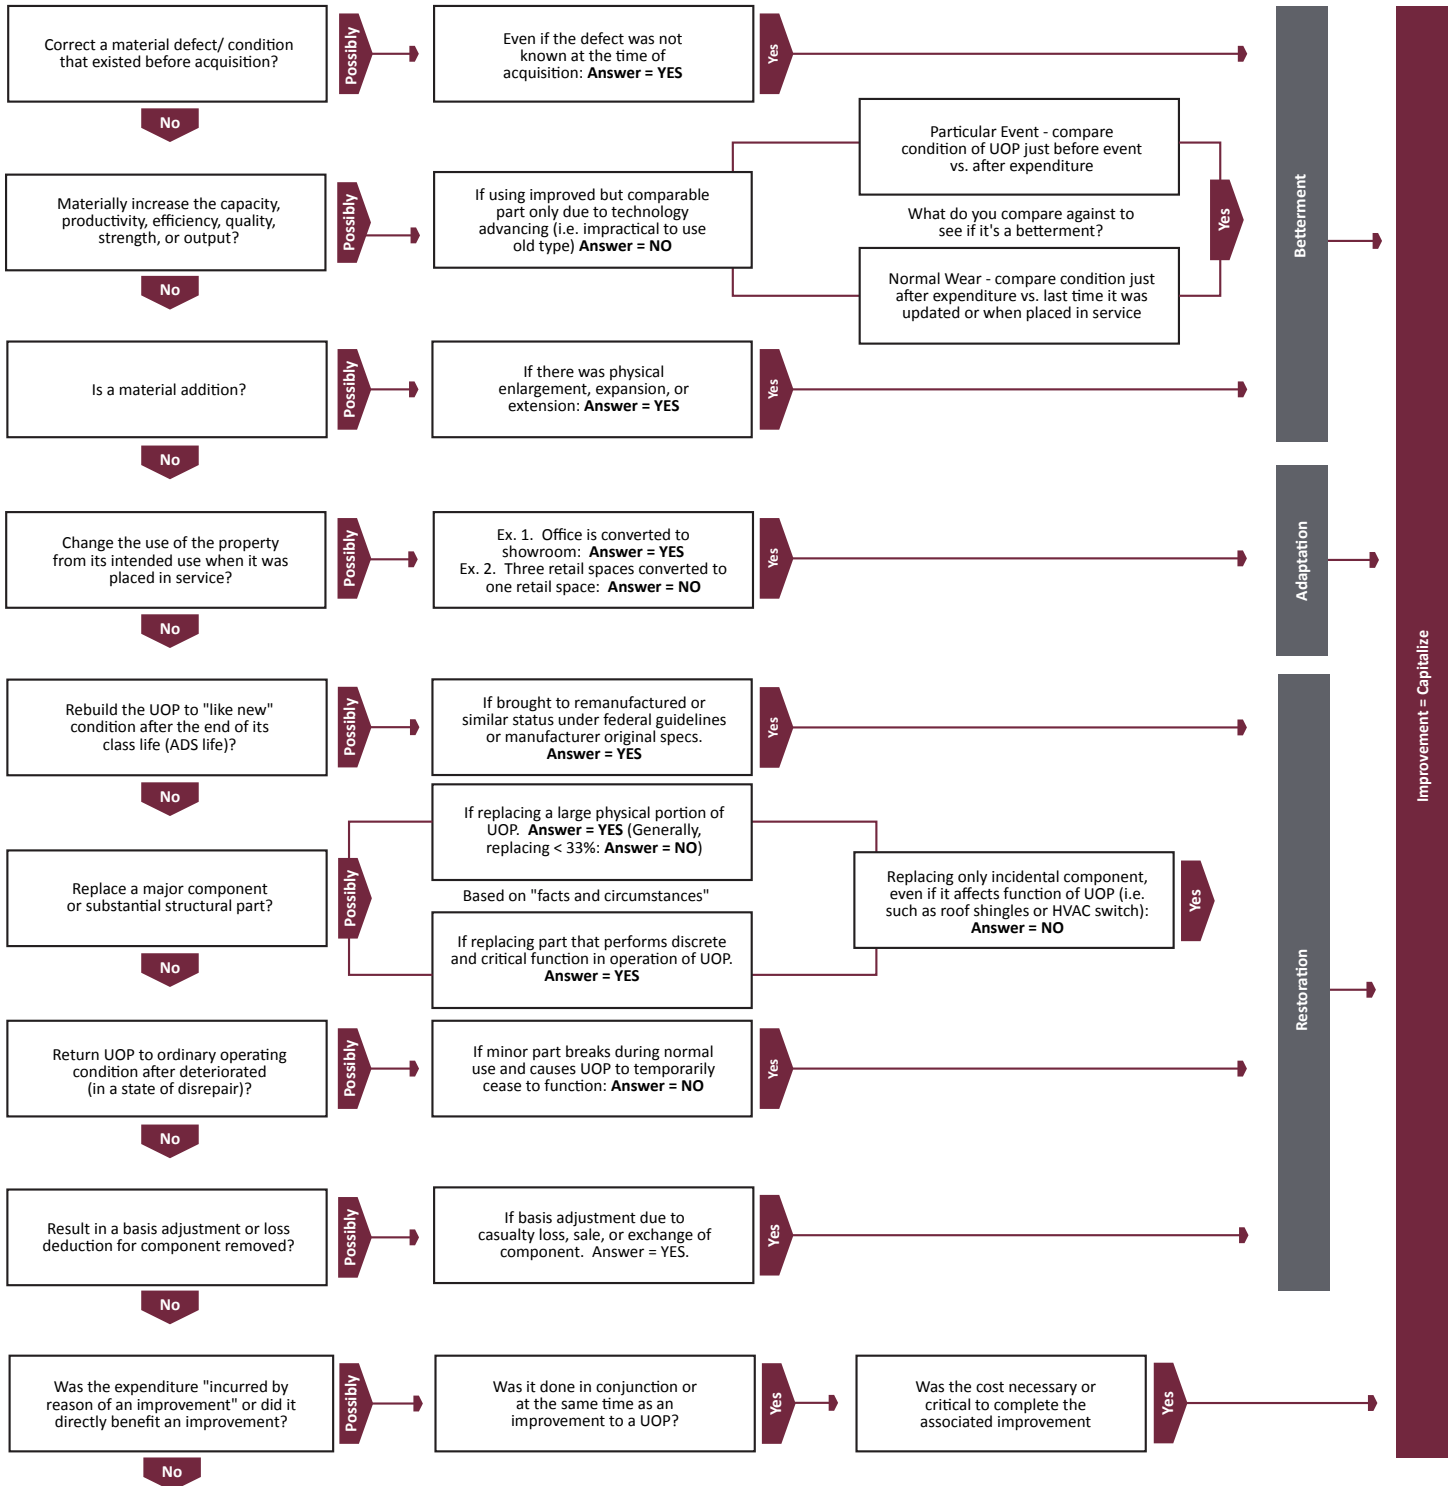 Correct a material defect/ condition
that existed before acquisition?
Possibly
Even if the defect was not
known at the time of
acquisition: Answer = YES
Yes
No
Materially increase the capacity,
productivity, efficiency, quality,
strength, or output?
Possibly
If using improved but comparable
part only due to technology
advancing (i.e. impractical to use
old type) Answer = NO
Particular Event - compare
condition of UOP just before event
vs. after expenditure
What do you compare against to
see if it's a betterment?
Normal Wear - compare condition just
after expenditure vs. last time it was
updated or when placed in service
Yes
No
Is a material addition?
Possibly
If there was physical
enlargement, expansion, or
extension: Answer = YES
Yes
Betterment
No
Change the use of the property
from its intended use when it was
placed in service?
Possibly
Ex. 1. Office is converted to
showroom: Answer = YES
Ex. 2. Three retail spaces converted to
one retail space: Answer = NO
Yes
Adaptation
No
Rebuild the UOP to "like new"
condition after the end of its
class life (ADS life)?
Possibly
If brought to remanufactured or
similar status under federal guidelines
or manufacturer original specs.
Answer = YES
Yes
No
Replace a major component
or substantial structural part?
Possibly
If replacing a large physical portion of
UOP. Answer = YES (Generally,
replacing < 33%: Answer = NO)
Based on "facts and circumstances"
If replacing part that performs discrete
and critical function in operation of UOP.
Answer = YES
Replacing only incidental component,
even if it affects function of UOP (i.e.
such as roof shingles or HVAC switch):
Answer = NO
Yes
No
Return UOP to ordinary operating
condition after deteriorated
(in a state of disrepair)?
Possibly
If minor part breaks during normal
use and causes UOP to temporarily
cease to function: Answer = NO
Yes
No
Result in a basis adjustment or loss
deduction for component removed?
Possibly
If basis adjustment due to
casualty loss, sale, or exchange of
component. Answer = YES.
Yes
Restoration
No
Was the expenditure "incurred by
reason of an improvement" or did it
directly benefit an improvement?
Possibly
Was it done in conjunction or
at the same time as an
improvement to a UOP?
Yes
Was the cost necessary or
critical to complete the
associated improvement
Yes
No
Improvement = Capitalize